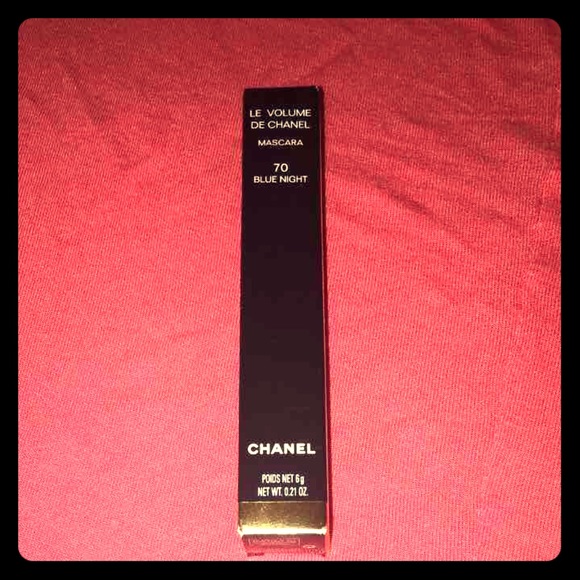 LE VOLUME
DE CHANEL
MASCARA
70
BLUE NIGHT
CHANEL
POIDS NET 6g
NET WT. 0.21 OZ.